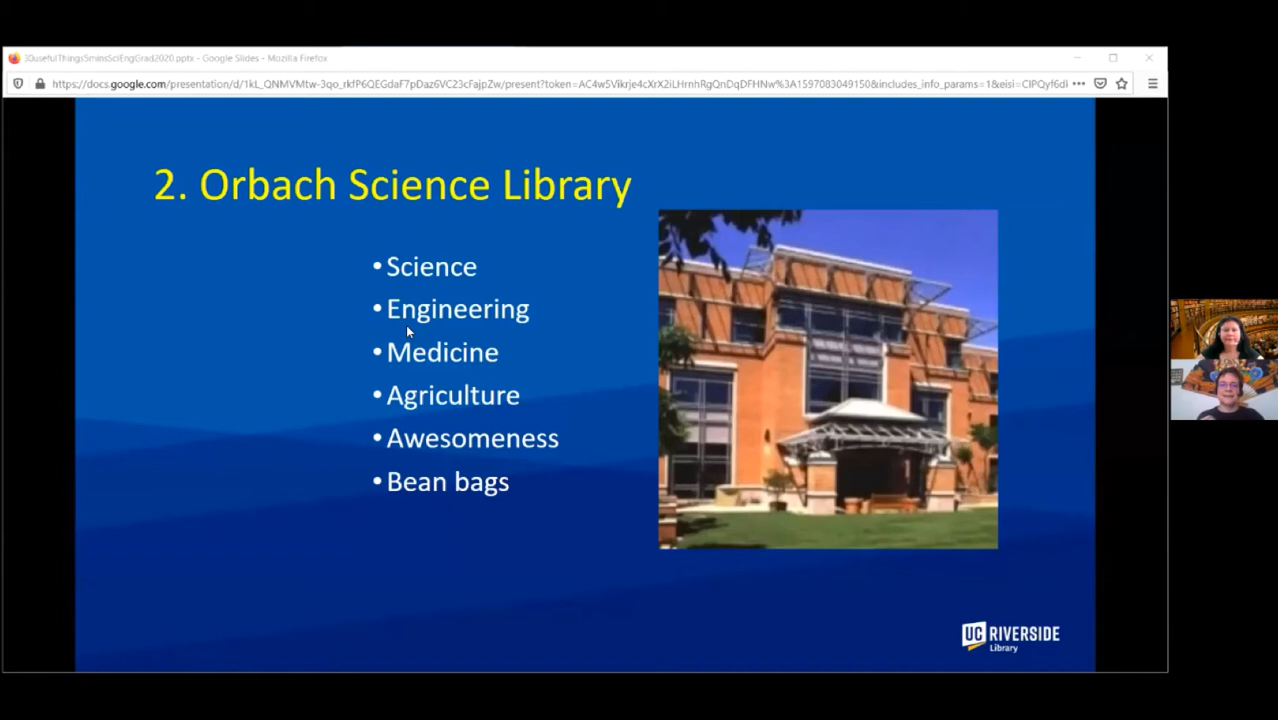 30usefulThings5minsSciEngGrad2020.pptx - Google Slides - Mozilla Firefox
2. Orbach Science Library
• Science
• Engineering
• Medicine
• Agriculture
• Awesomeness
• Bean bags
UC RIVERSIDE
Library